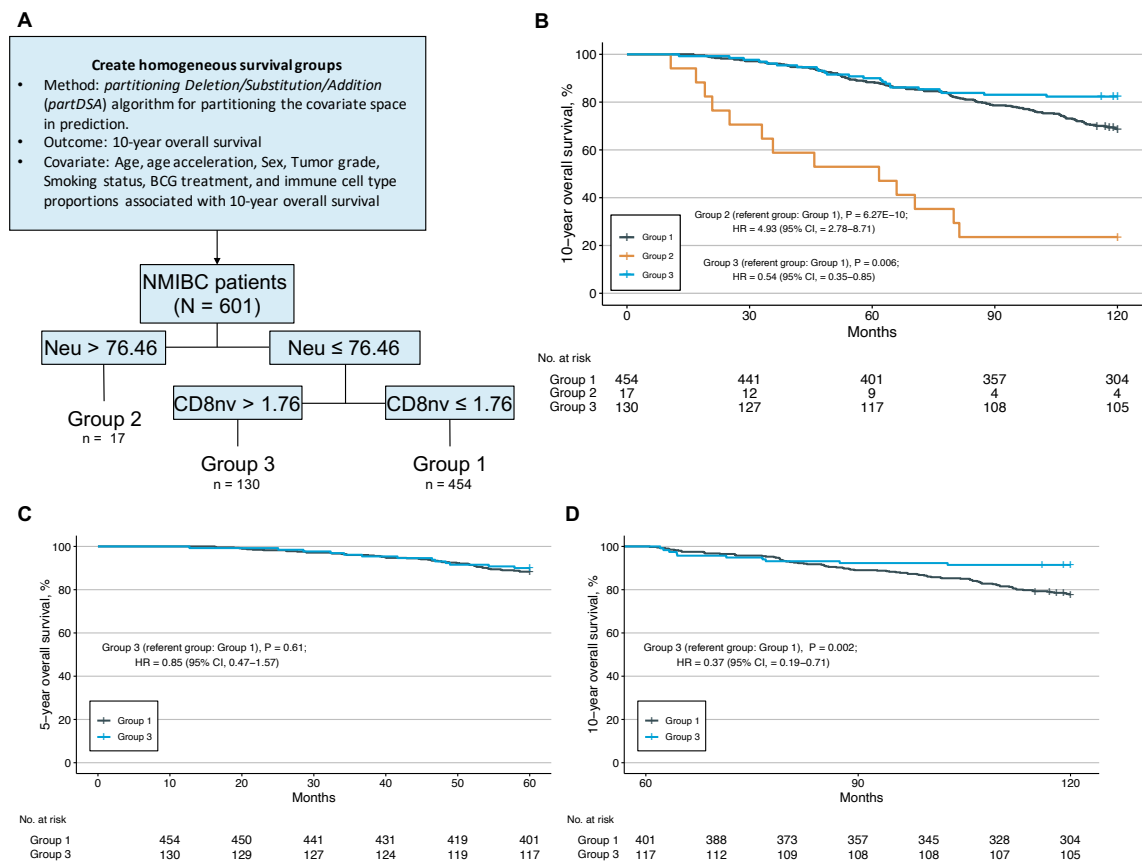 A
Create homogeneous survival groups
• Method: partitioning Deletion/Substitution/Addition
(partDSA) algorithm for partitioning the covariate space
in prediction.
• Outcome: 10-year overall survival
• Covariate: Age, age acceleration, Sex, Tumor grade,
Smoking status, BCG treatment, and immune cell type
proportions associated with 10-year overall survival
NMIBC patients
(N = 601)
Neu > 76.46
Neu ≤ 76.46
Group 2
n = 17
CD8nv > 1.76
CD8nv ≤ 1.76
Group 3
n = 130
Group 1
n = 454
B
10−year overall survival, %
100
80
60
40
20
0
Group 2 (referent group: Group 1), P = 6.27E−10;
HR = 4.93 (95% CI, = 2.78–8.71)
Group 3 (referent group: Group 1), P = 0.006;
HR = 0.54 (95% CI, = 0.35–0.85)
Group 1
Group 2
Group 3
0 30 60 90 120
Months
No. at risk
Group 1 454 441 401 357 304
Group 2 17 12 9 4 4
Group 3 130 127 117 108 105
C
5−year overall survival, %
100
80
60
40
20
0
Group 3 (referent group: Group 1), P = 0.61;
HR = 0.85 (95% CI, 0.47–1.57)
Group 1
Group 3
0 10 20 30 40 50 60
Months
No. at risk
Group 1 454 450 441 431 419 401
Group 3 130 129 127 124 119 117
D
10−year overall survival, %
100
80
60
40
20
0
Group 3 (referent group: Group 1), P = 0.002;
HR = 0.37 (95% CI, = 0.19–0.71)
Group 1
Group 3
60 90 120
Months
No. at risk
Group 1 401 388 373 357 345 328 304
Group 3 117 112 109 108 108 107 105